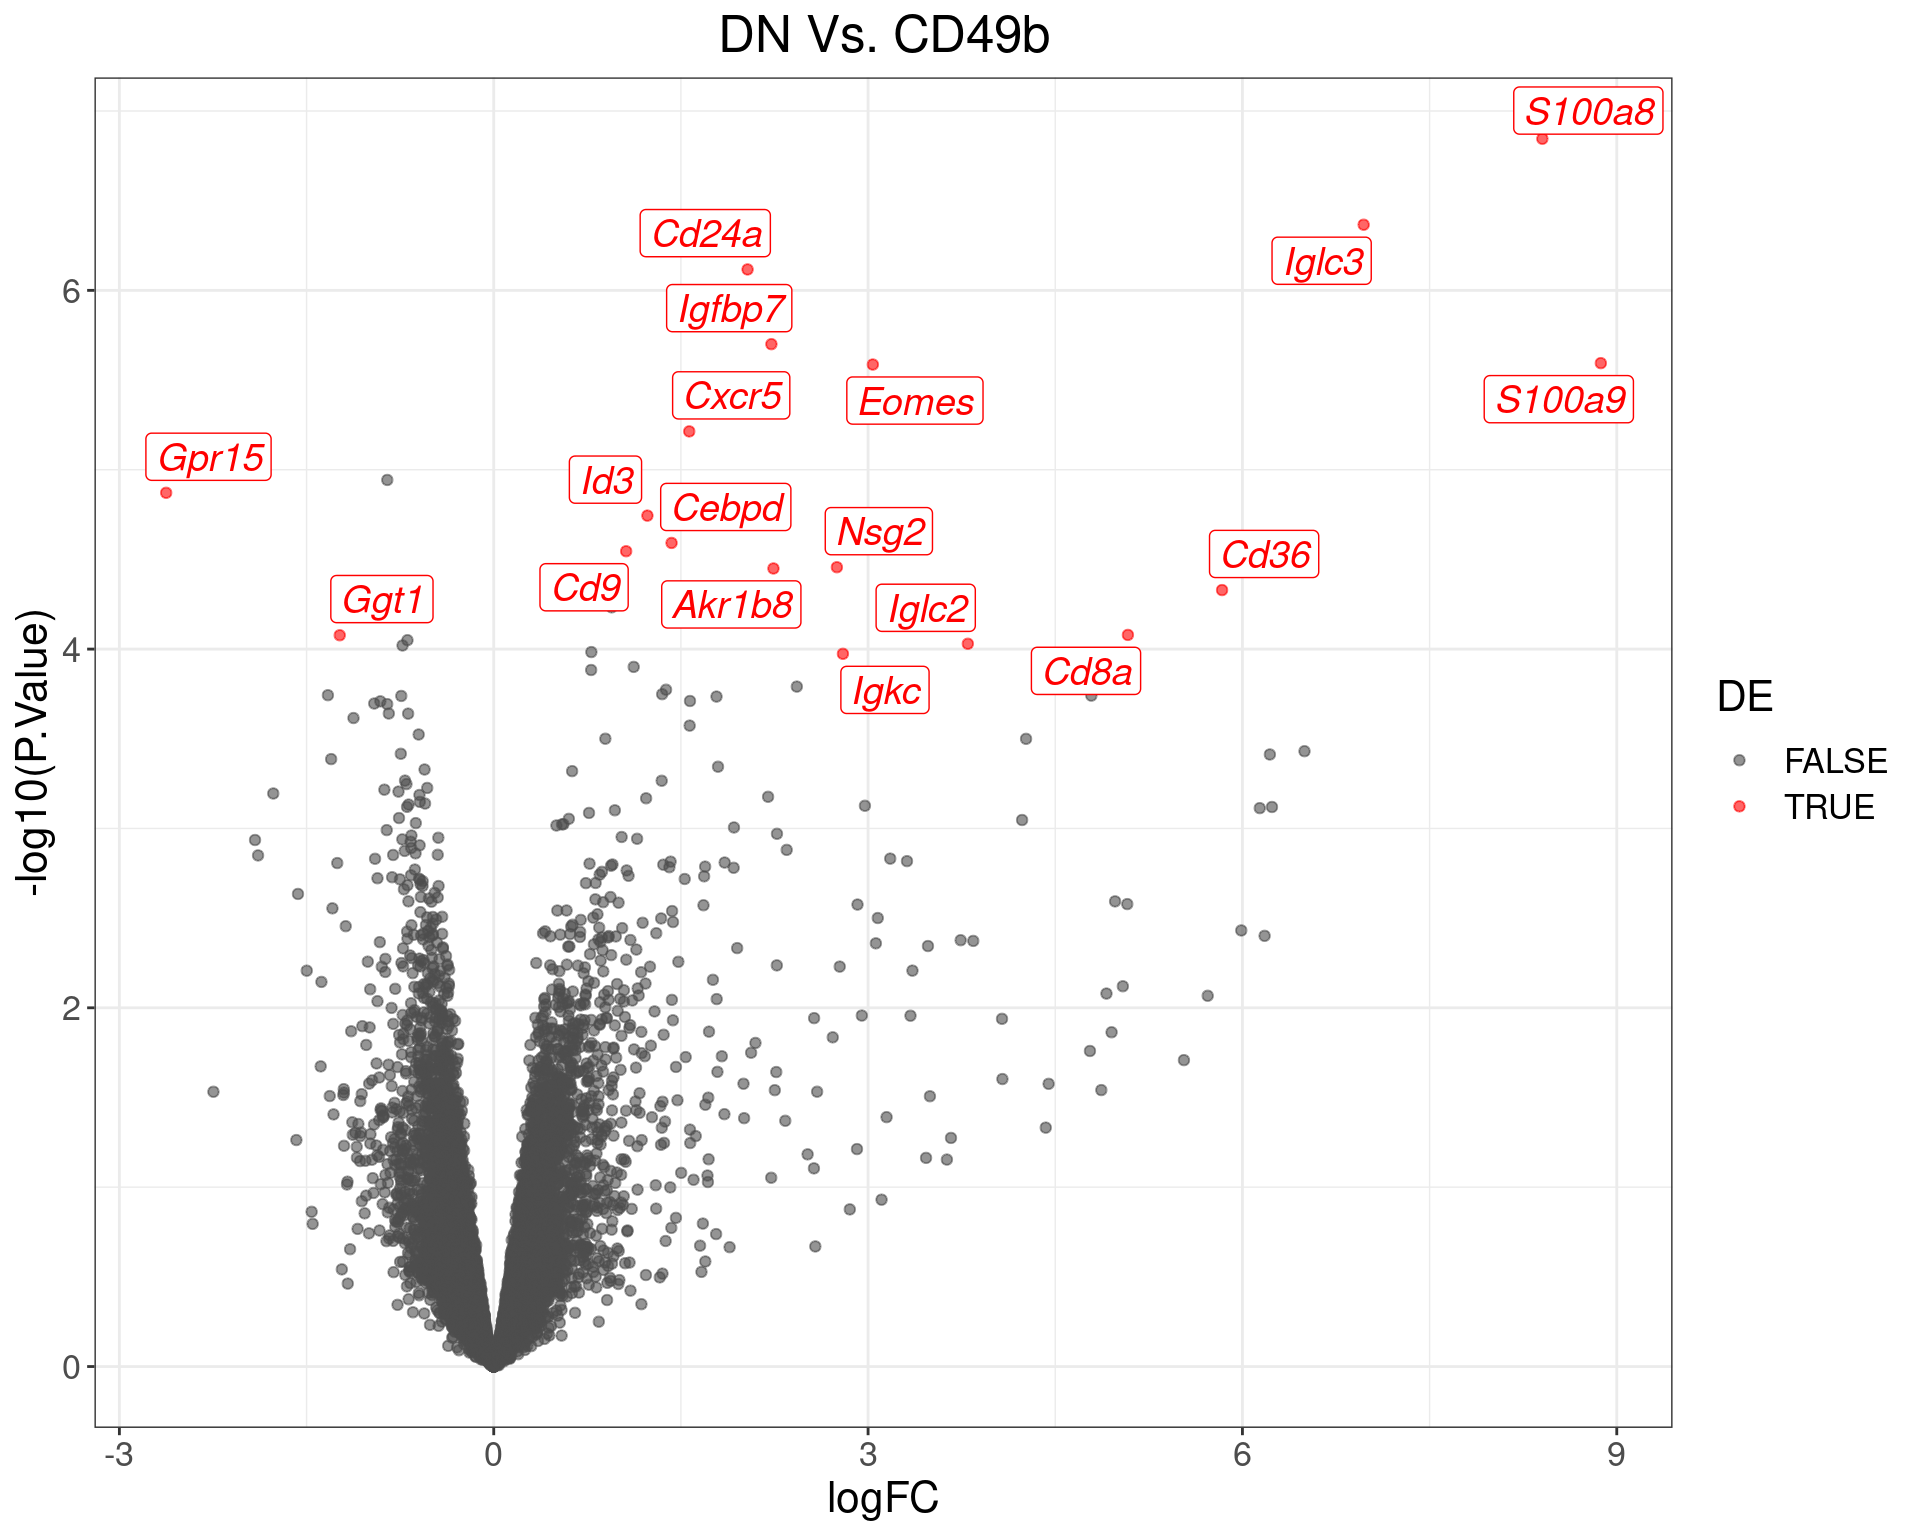 DN Vs. CD49b
S100a8
Cd24a
Iglc3
Igfbp7
Cxcr5
Eomes
S100a9
Gpr15
Id3
Cebpd
Nsg2
Cd36
Cd9
Akr1b8
Ggt1
Iglc2
Cd8a
Igkc
6
4
2
0
-log10(P.Value)
-3
0
3
6
9
logFC
DE
FALSE
TRUE